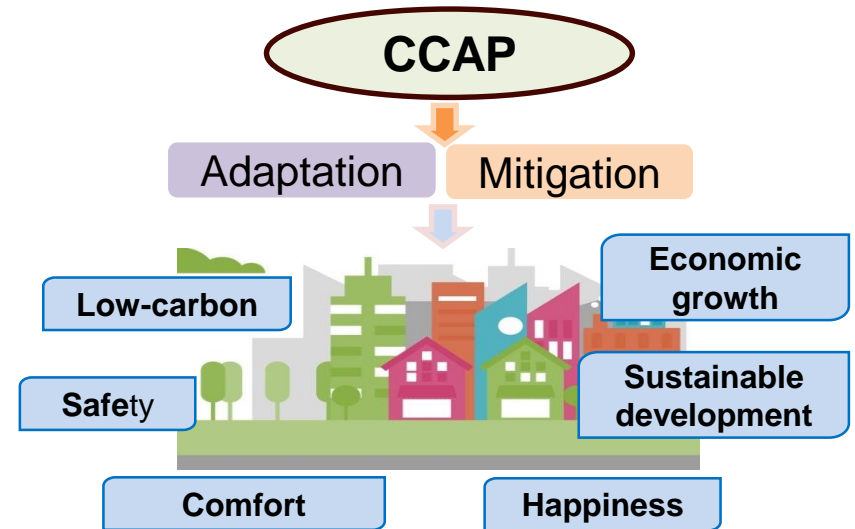 CCAP
Adaptation
Mitigation
Low-carbon
Economic
growth
Safety
Sustainable
development
Comfort
Happiness